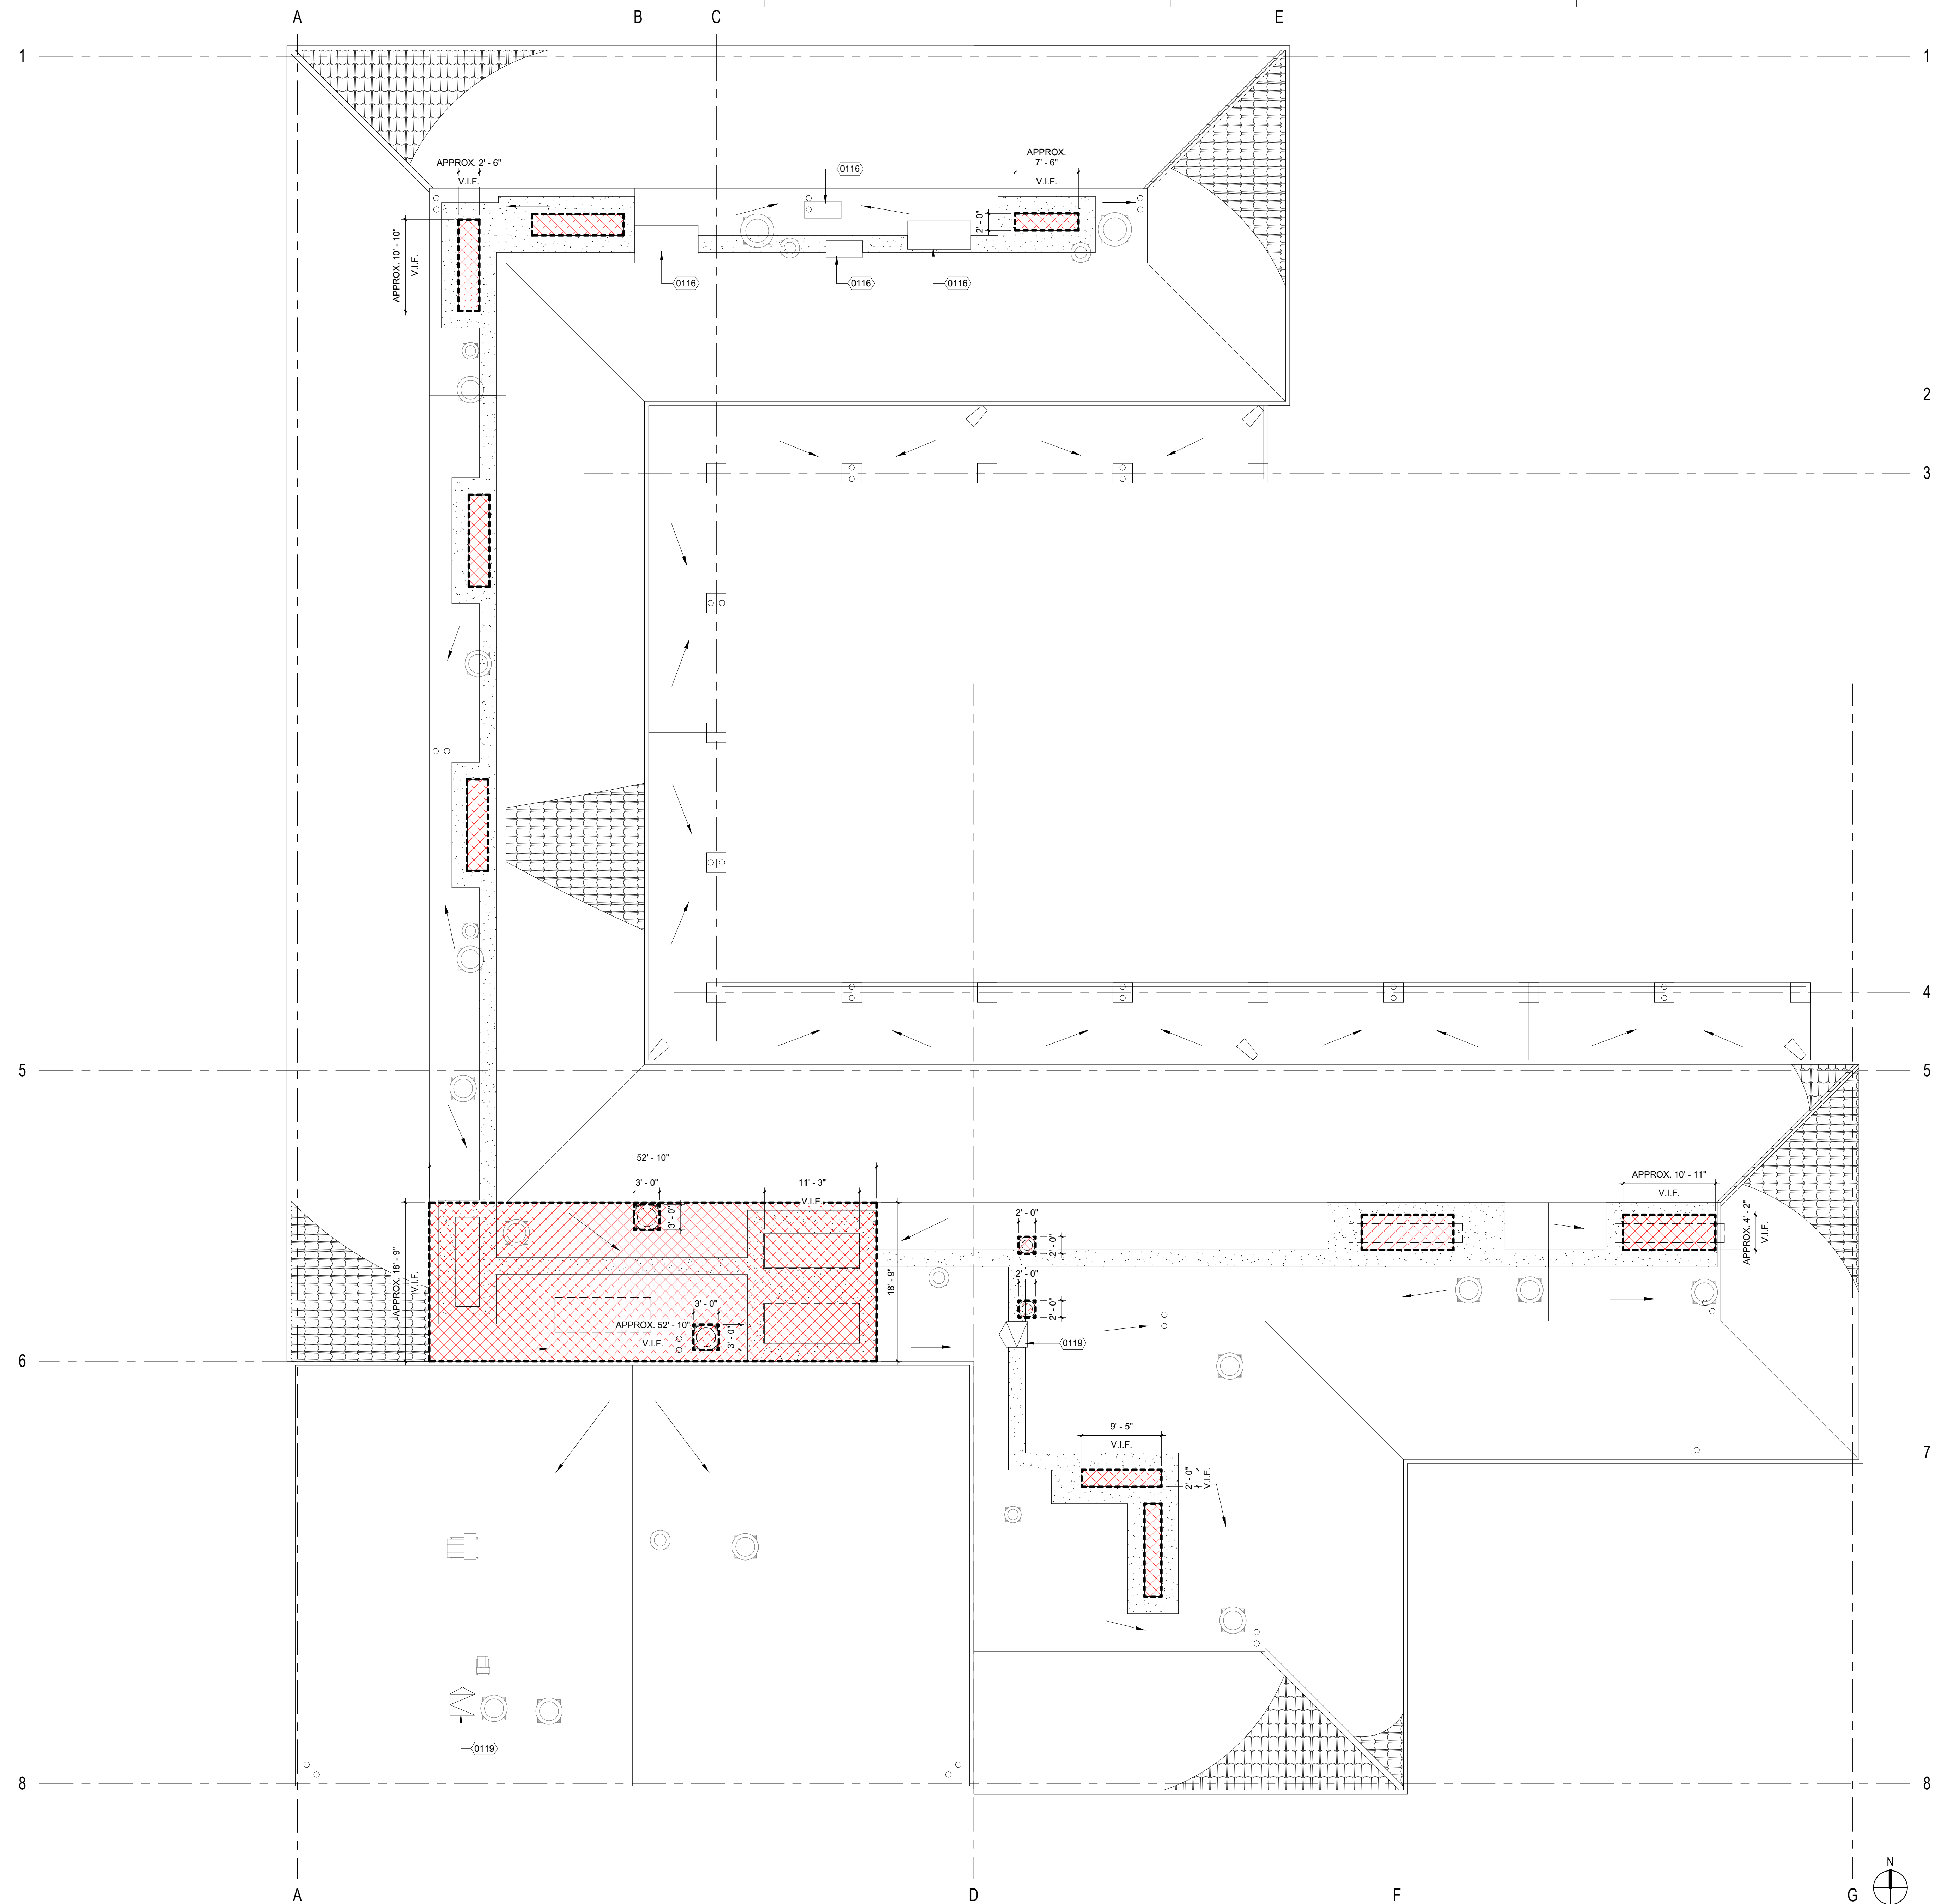 A
B
C
E
1
1
APPROX.
7' - 6"
V.I.F.
APPROX. 2' - 6"
V.I.F.
0116
2' - 0"
APPROX. 10' - 10"
V.I.F.
0116
0116
0116
2
3
4
5
5
52' - 10"
3' - 0"
11' - 3"
V.I.F.
3' - 0"
APPROX. 10' - 11"
V.I.F.
2' - 0"
2' - 0"
APPROX. 4' - 2"
V.I.F.
APPROX. 18' - 9"
V.I.F.
18' - 9"
2' - 0"
2' - 0"
3' - 0"
APPROX. 52' - 10"
V.I.F.
3' - 0"
0119
6
6
9' - 5"
V.I.F.
7
2' - 0"
V.I.F.
0119
8
8
N
A
D
F
G